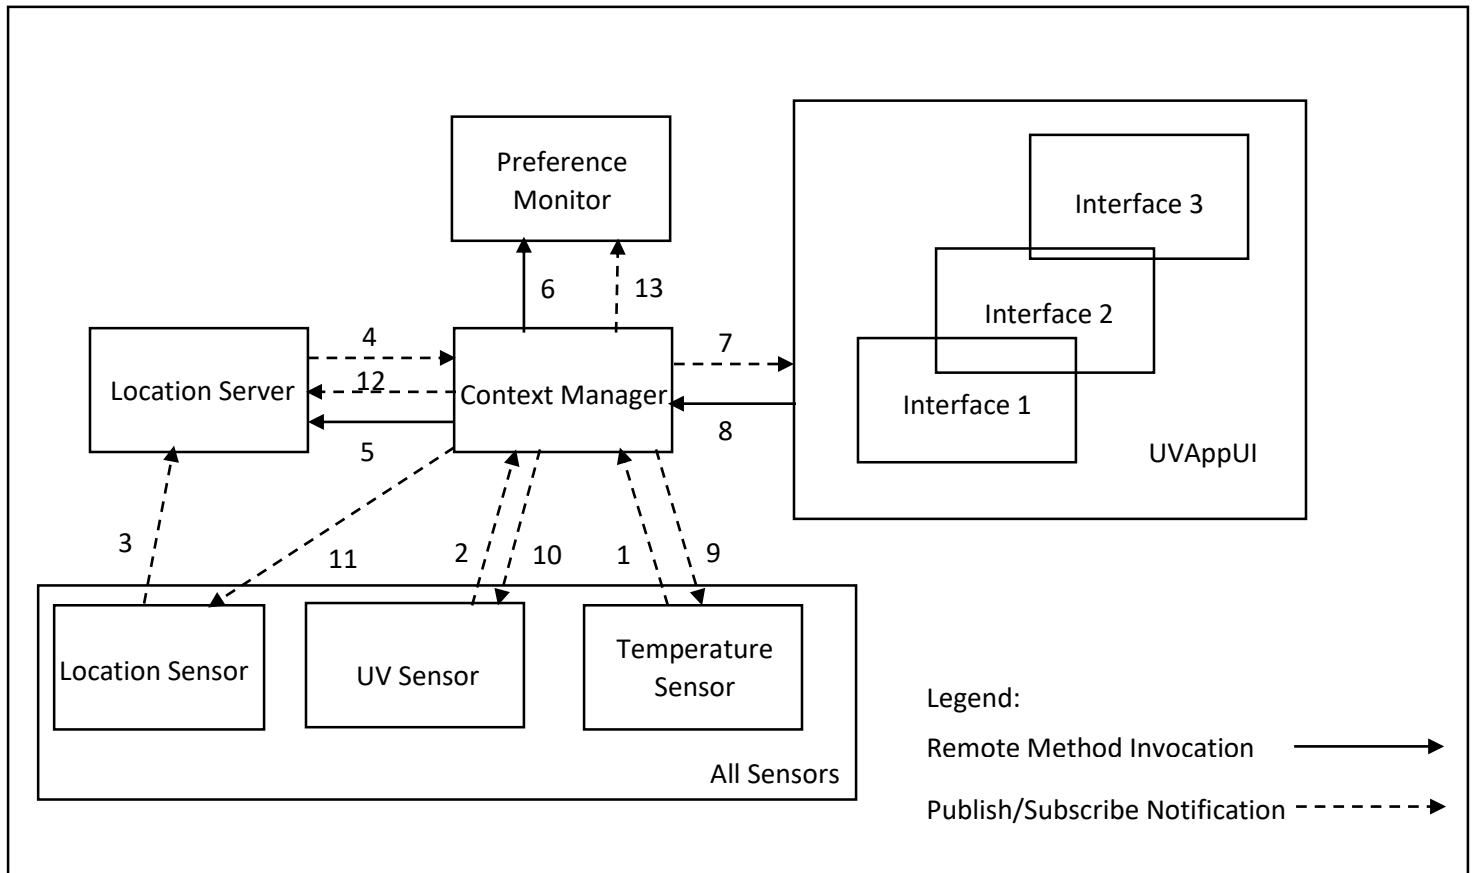 Preference
Monitor
Interface 3
6
13
Interface 2
4
7
12
Location Server
Context Manager
Interface 1
5
8
UVAppUI
3
11
2
10
1
9
Location Sensor
UV Sensor
Temperature
Sensor
All Sensors
Legend:
Remote Method Invocation
Publish/Subscribe Notification